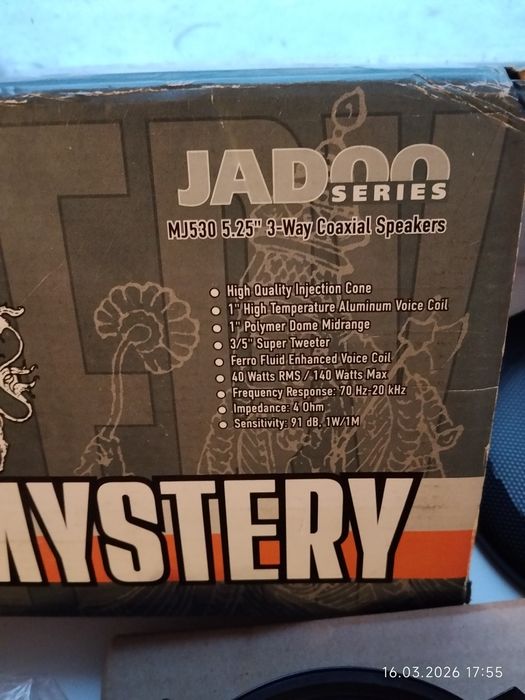 JADOO
SERIES
MJ530 5.25" 3-Way Coaxial Speakers
High Quality Injection Cone
1" High Temperature Aluminum Voice Coil
1" Polymer Dome Midrange
3/5" Super Tweeter
Ferro Fluid Enhanced Voice Coil
40 Watts RMS / 140 Watts Max
Frequency Response: 70 Hz-20 kHz
Impedance: 4 Ohm
Sensitivity: 91 dB, 1W/1M
MYSTERY
16.03.2026 17:55